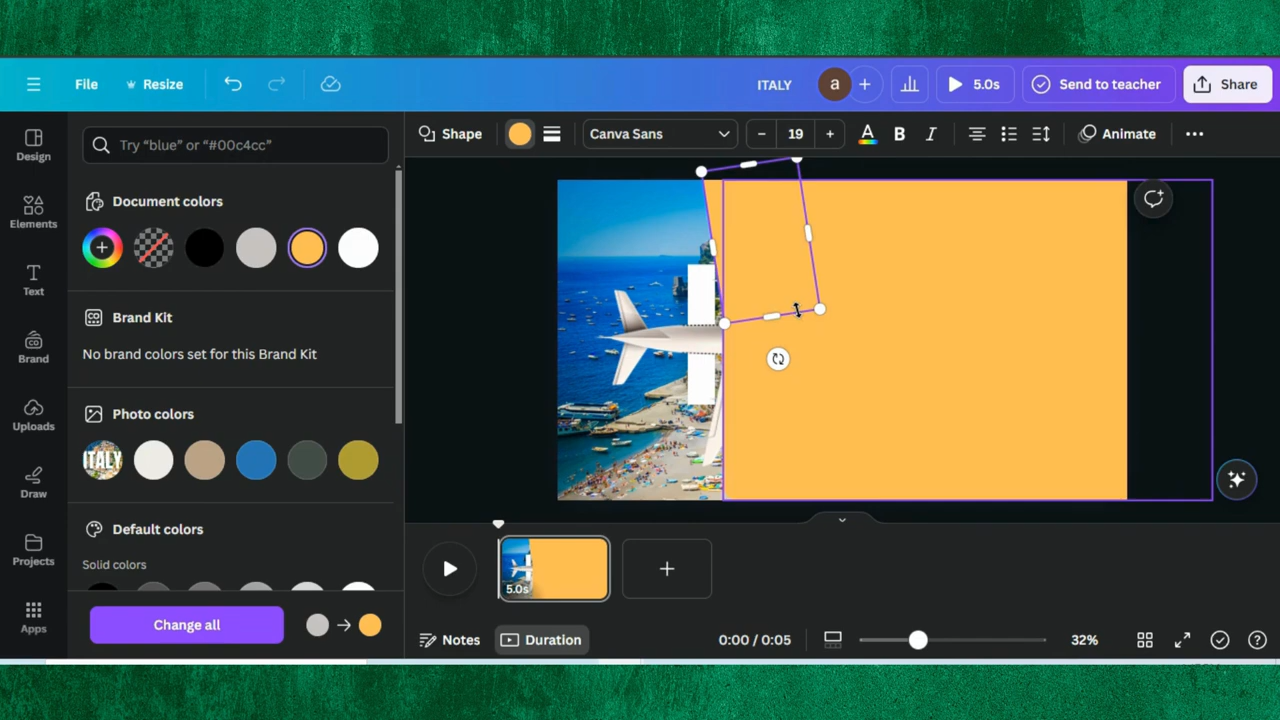 File
Resize
ITALY
a
5.0s
Send to teacher
Share
Design
Elements
Text
Brand
Uploads
Draw
Projects
Apps
Try “blue” or “#00c4cc”
Document colors
Brand Kit
No brand colors set for this Brand Kit
Photo colors
ITALY
Default colors
Solid colors
Change all
Shape
Canva Sans
19
A
B
I
Animate
5.0s
Notes
Duration
0:00 / 0:05
32%